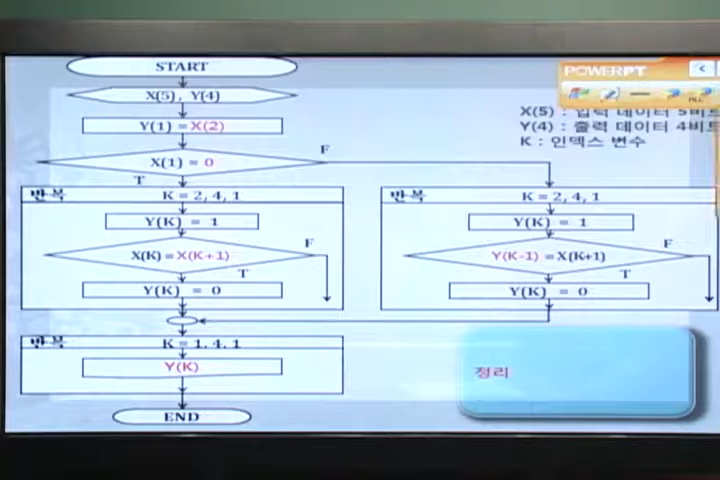 START
X(5), Y(4)
Y(1) = X(2)
X(1) = 0
F
T
반복 K = 2, 4, 1
Y(K) = 1
X(K) = X(K+1)
F
T
Y(K) = 0
반복 K = 2, 4, 1
Y(K) = 1
Y(K-1) = X(K+1)
F
T
Y(K) = 0
반복 K = 1, 4, 1
Y(K)
END
POWERPT
X(5) : 입력 데이터 5비트
Y(4) : 출력 데이터 4비트
K : 인덱스 변수
정리